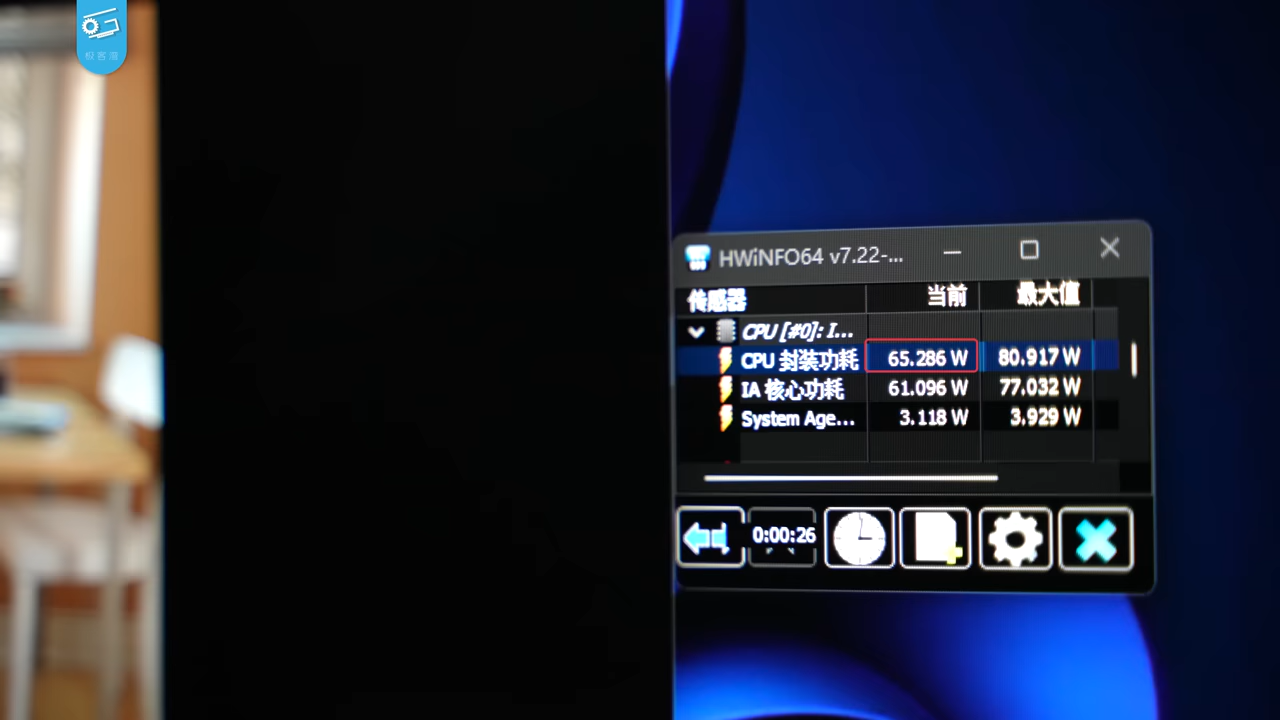 极客湾
HWiNFO64 v7.22-...
传感器 当前 最大值
CPU [#0]: I...
CPU 封装功耗 65.286 W 80.917 W
IA 核心功耗 61.096 W 77.032 W
System Age... 3.118 W 3.929 W
0:00:26